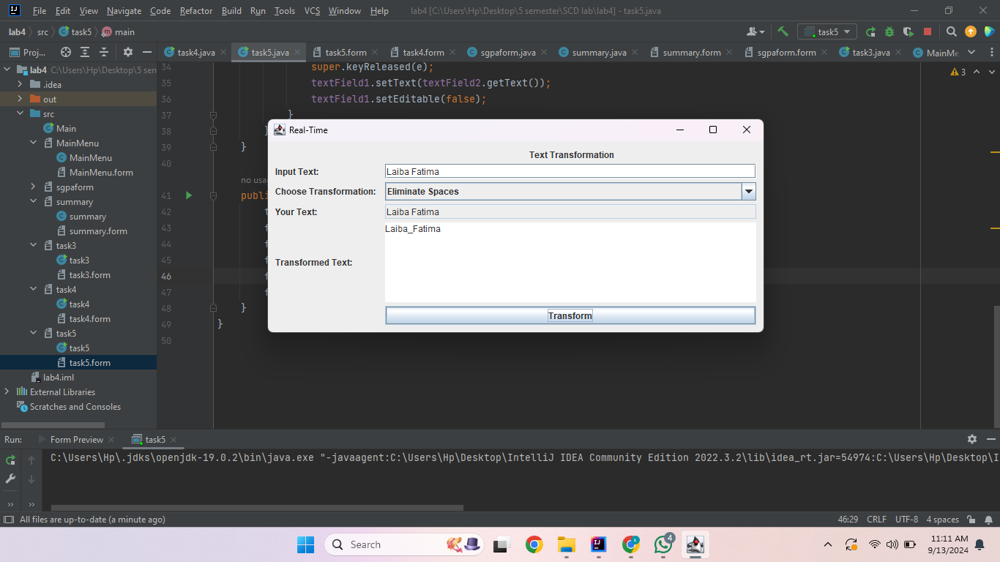 File Edit View Navigate Code Refactor Build Run Tools VCS Window Help lab4 [C:\Users\Hp\Desktop\5 semester\SCD lab\lab4] - task5.java
lab4 src task5 main task5
Proj... task4.java task5.java task5.form task4.form sgpaform.java summary.java summary.form sgpaform.form task3.java MainMe
lab4 C:\Users\Hp\Desktop\5 sem
.idea
out
src
Main
MainMenu
MainMenu
MainMenu.form
sgpaform
summary
summary
summary.form
task3
task3
task3.form
task4
task4
task4.form
task5
task5
task5.form
lab4.iml
External Libraries
Scratches and Consoles
3
34 super.keyReleased(e);
35 textField1.setText(textField2.getText());
36 textField1.setEditable(false);
37 }
38
39 }
40
no usa
41 publi
42
43
44
45
46
47
48 }
49 }
50
Real-Time
Text Transformation
Input Text: Laiba Fatima
Choose Transformation: Eliminate Spaces
Your Text: Laiba Fatima
Laiba_Fatima
Transformed Text:
Transform
Run: Form Preview task5
C:\Users\Hp\.jdks\openjdk-19.0.2\bin\java.exe "-javaagent:C:\Users\Hp\Desktop\IntelliJ IDEA Community Edition 2022.3.2\lib\idea_rt.jar=54974:C:\Users\Hp\Desktop\I
All files are up-to-date (a minute ago) 46:29 CRLF UTF-8 4 spaces
Search 4
11:11 AM
9/13/2024